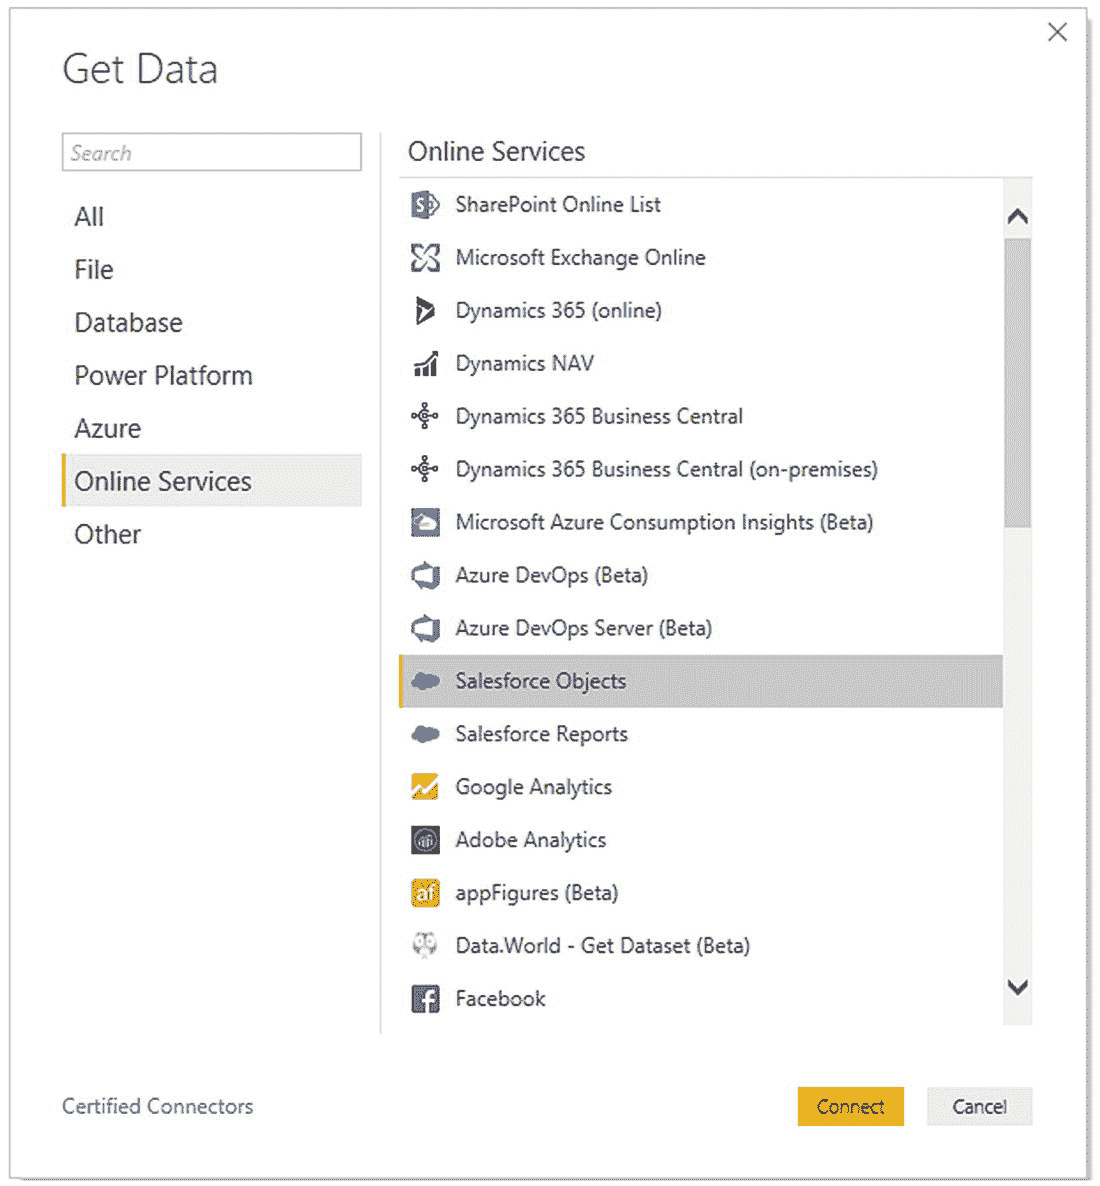 Get Data
Search
All
File
Database
Power Platform
Azure
Online Services
Other
Online Services
SharePoint Online List
Microsoft Exchange Online
Dynamics 365 (online)
Dynamics NAV
Dynamics 365 Business Central
Dynamics 365 Business Central (on-premises)
Microsoft Azure Consumption Insights (Beta)
Azure DevOps (Beta)
Azure DevOps Server (Beta)
Salesforce Objects
Salesforce Reports
Google Analytics
Adobe Analytics
appFigures (Beta)
Data.World - Get Dataset (Beta)
Facebook
Certified Connectors
Connect
Cancel